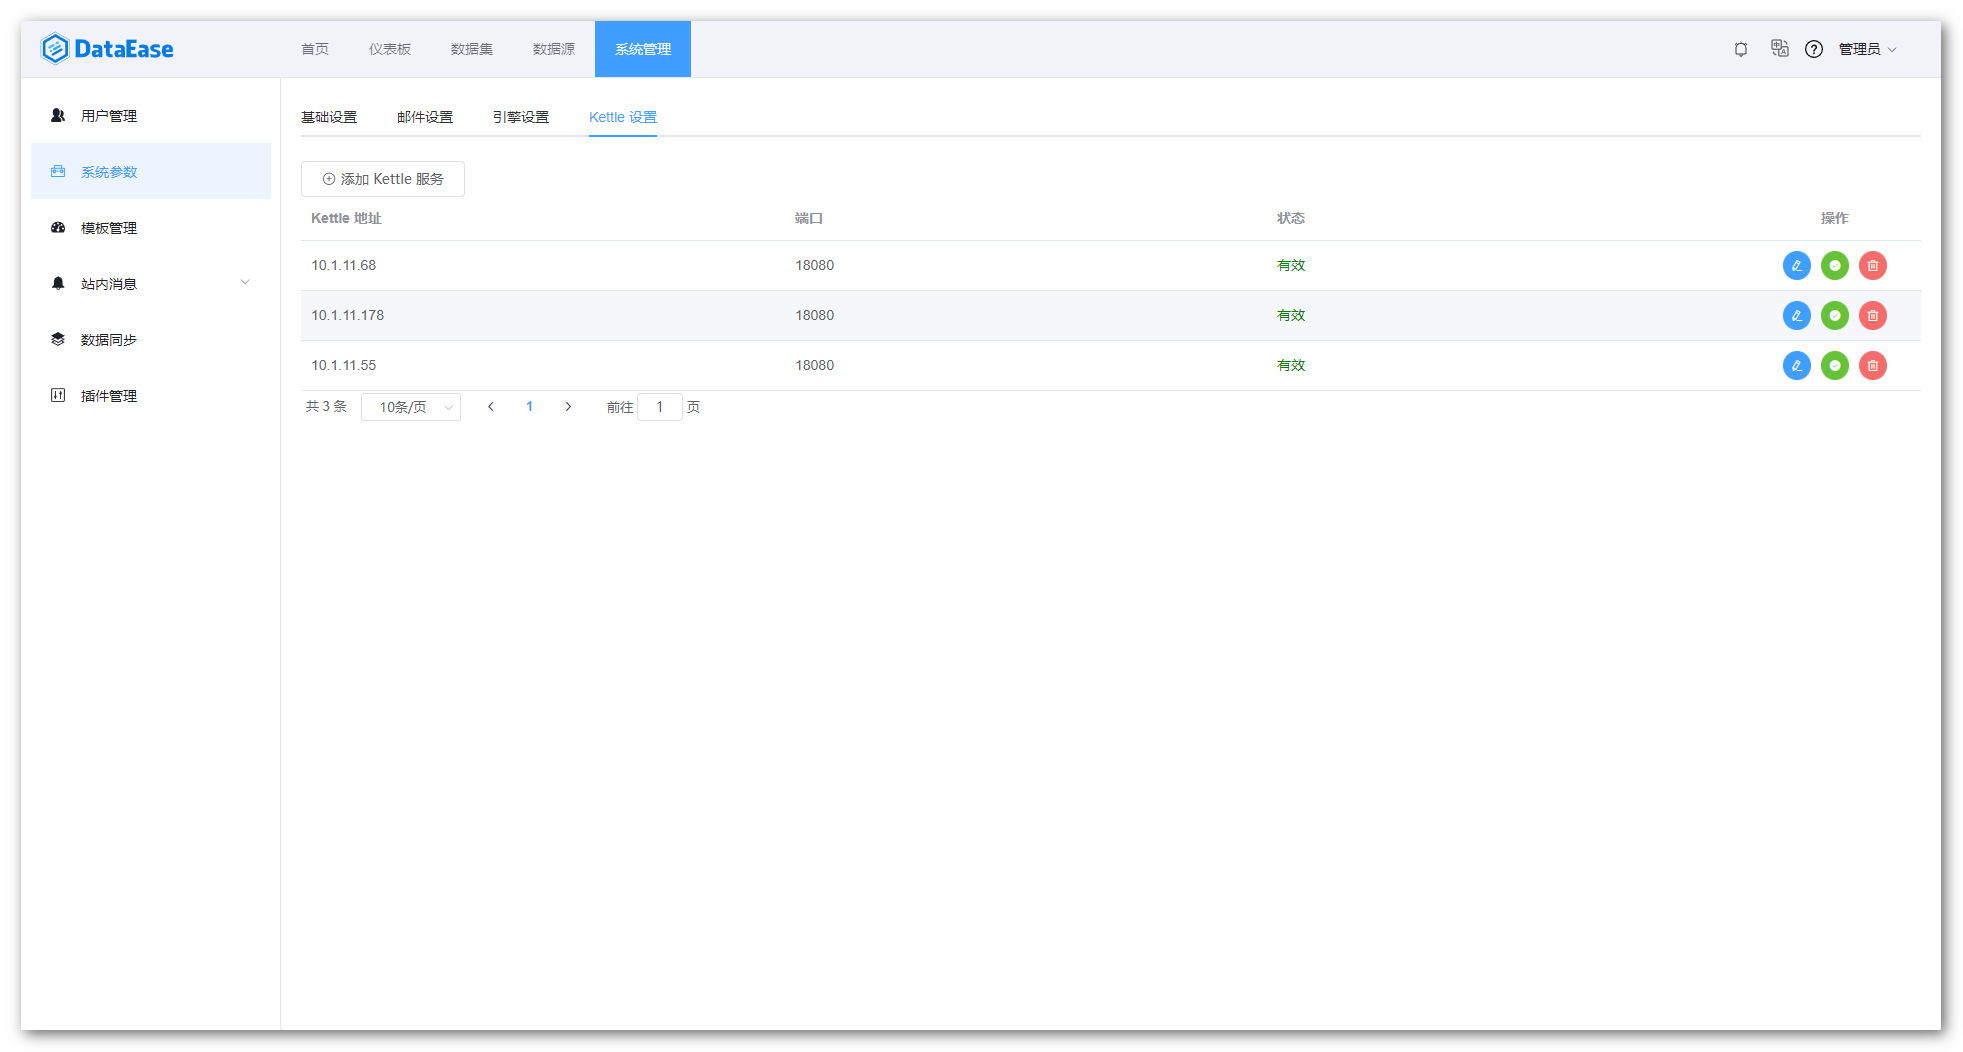 DataEase
首页 仪表板 数据集 数据源 系统管理 管理员
用户管理
系统参数
模板管理
站内消息
数据同步
插件管理
基础设置 邮件设置 引擎设置 Kettle 设置
添加 Kettle 服务
Kettle 地址 端口 状态 操作
10.1.11.68 18080 有效
10.1.11.178 18080 有效
10.1.11.55 18080 有效
共 3 条 10条/页 1 前往 1 页